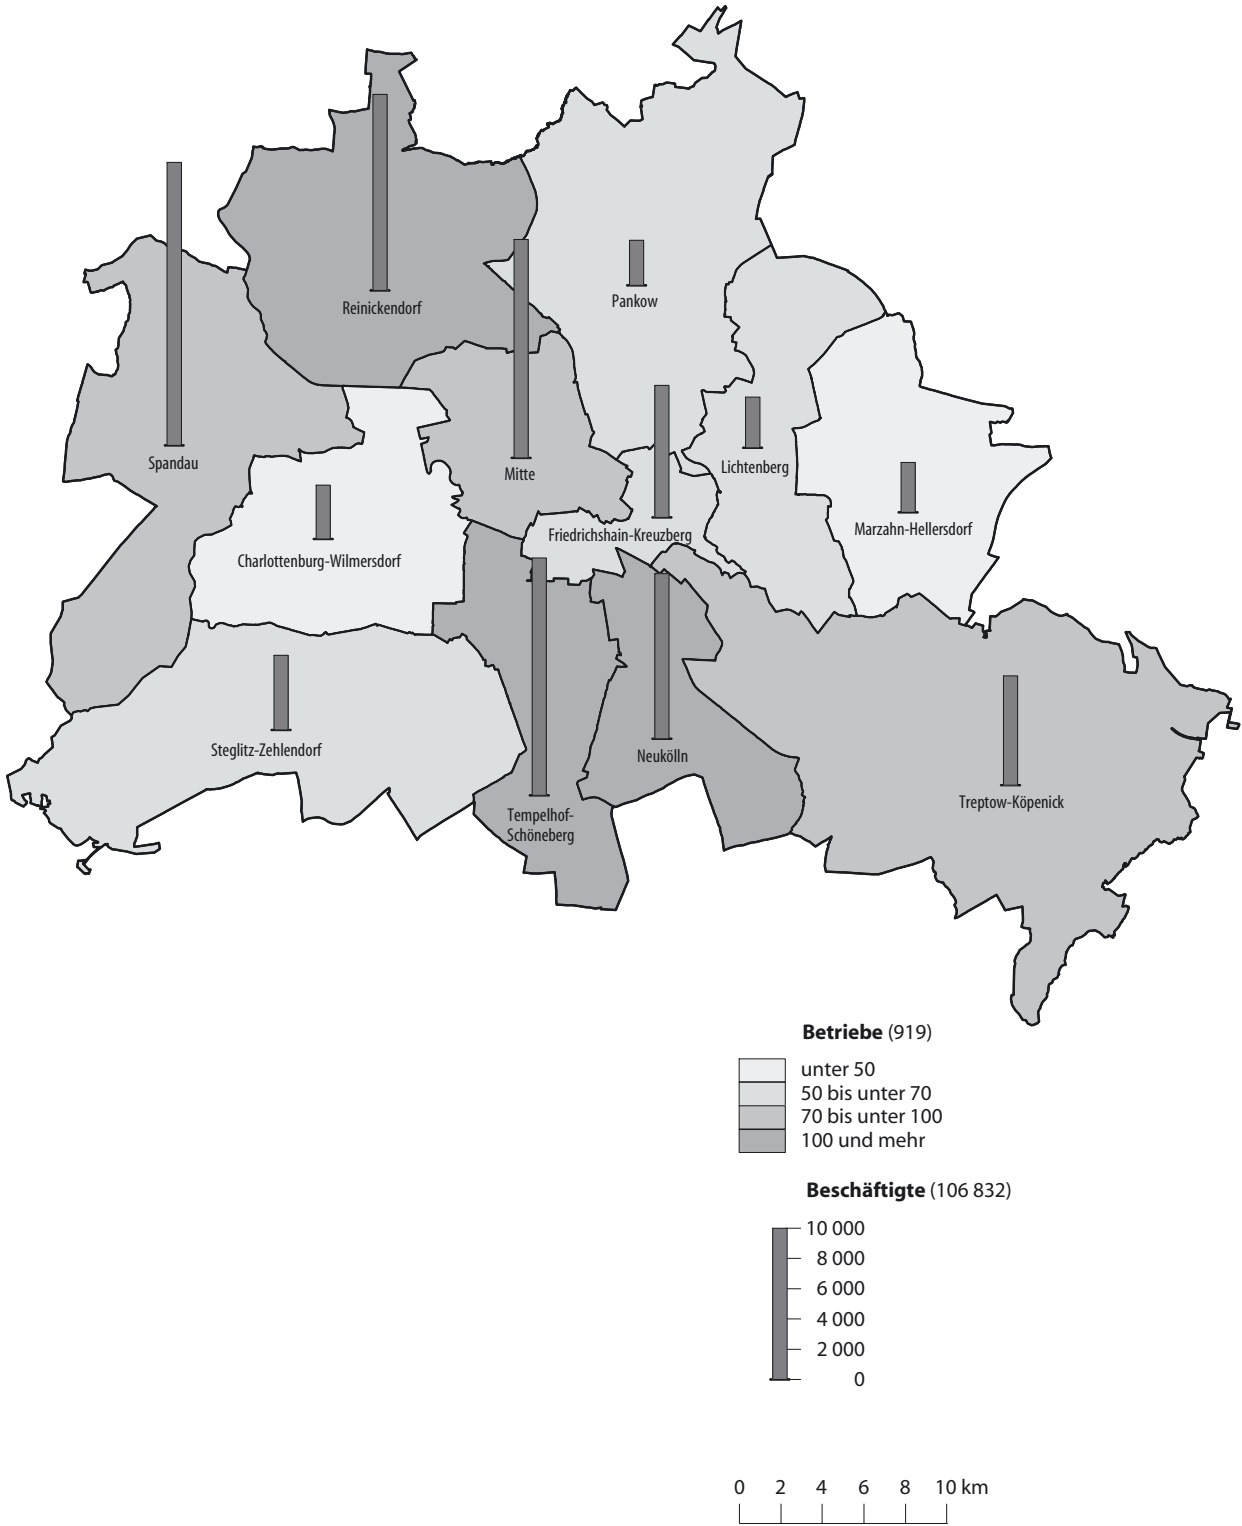 Reinickendorf
Pankow
Spandau
Mitte
Lichtenberg
Friedrichshain-Kreuzberg
Marzahn-Hellersdorf
Charlottenburg-Wilmersdorf
Steglitz-Zehlendorf
Neukölln
Tempelhof-
Schöneberg
Treptow-Köpenick
Betriebe (919)
unter 50
50 bis unter 70
70 bis unter 100
100 und mehr
Beschäftigte (106 832)
10 000
8 000
6 000
4 000
2 000
0
0 2 4 6 8 10 km